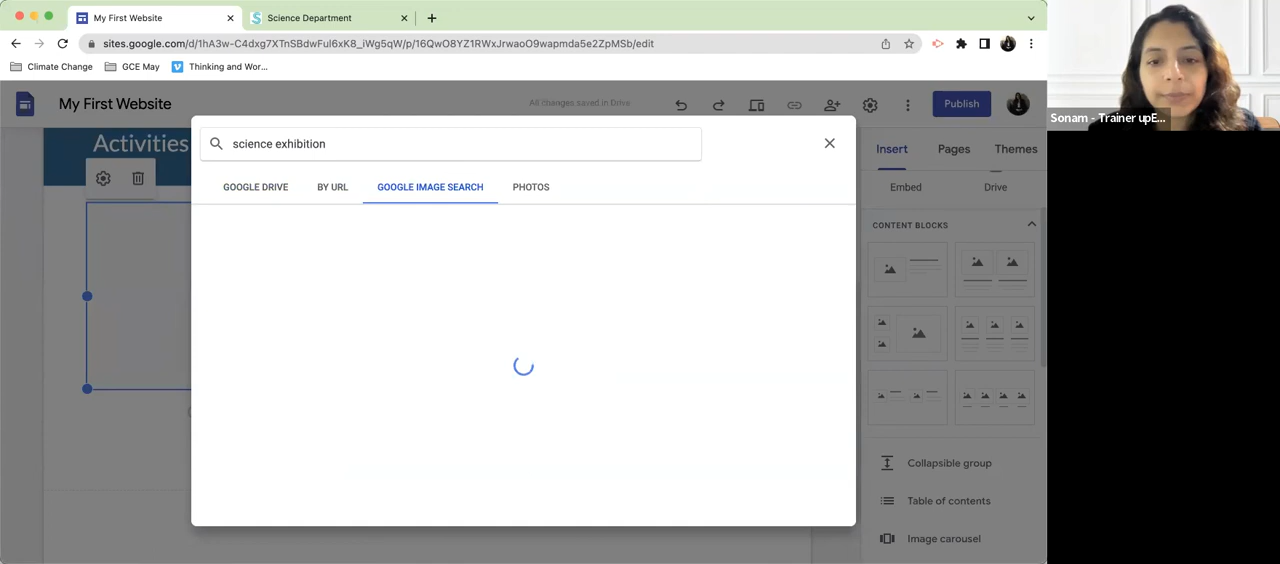 My First Website
Science Department
sites.google.com/d/1hA3w-C4dxg7XTnSBdwFul6xK8_iWg5qW/p/16QwO8YZ1RWxJrwaoO9wapmda5e2ZpMSb/edit
Climate Change
GCE May
Thinking and Wor...
My First Website
All changes saved in Drive
Publish
Sonam - Trainer upE...
Activities
science exhibition
GOOGLE DRIVE
BY URL
GOOGLE IMAGE SEARCH
PHOTOS
Insert
Pages
Themes
Embed
Drive
CONTENT BLOCKS
Collapsible group
Table of contents
Image carousel